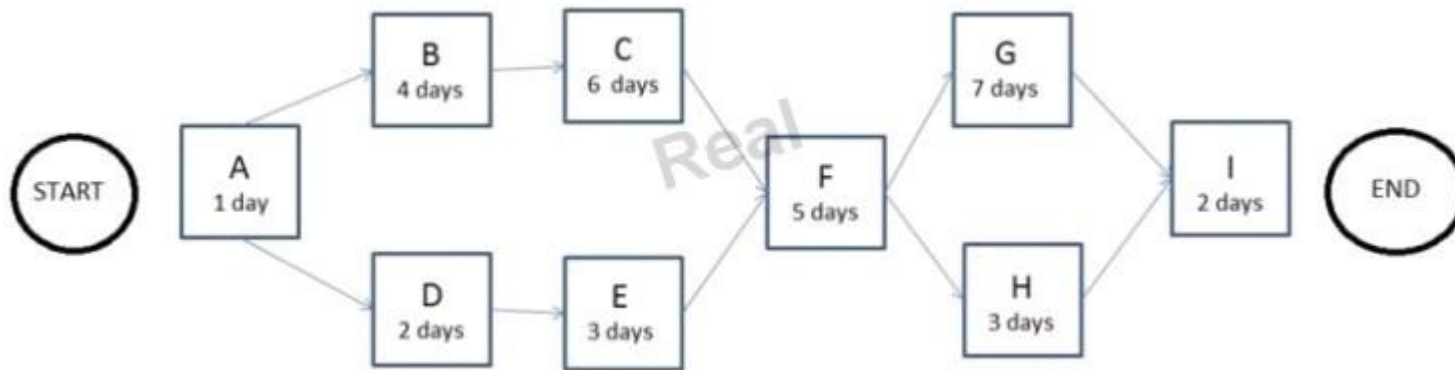 START
A
1 day
B
4 days
C
6 days
D
2 days
E
3 days
Real
F
5 days
G
7 days
H
3 days
I
2 days
END